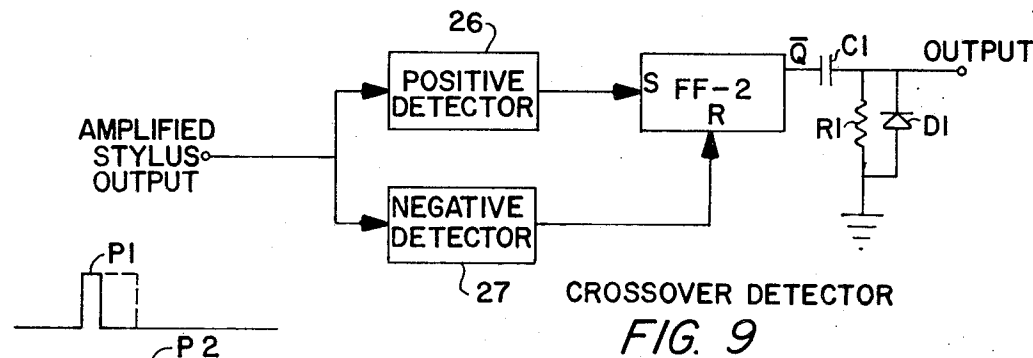 26
POSITIVE
DETECTOR
AMPLIFIED
STYLUS
OUTPUT
NEGATIVE
DETECTOR
27
S FF-2
R
Q̅
C1
OUTPUT
R1
D1
P1
P2
CROSSOVER DETECTOR
FIG. 9